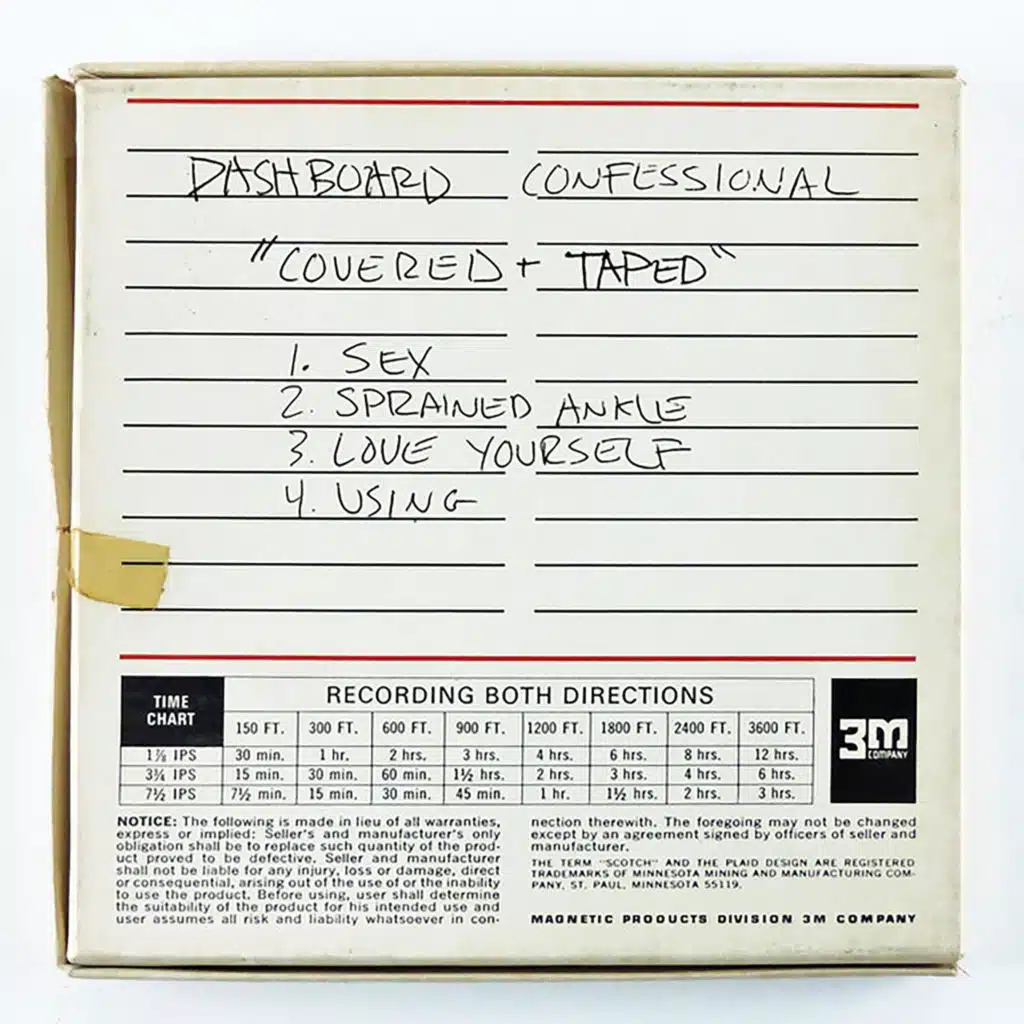 DASHBOARD CONFESSIONAL
"COVERED + TAPED"
1. SEX
2. SPRAINED ANKLE
3. LOVE YOURSELF
4. USING
TIME CHART
RECORDING BOTH DIRECTIONS
150 FT. 300 FT. 600 FT. 900 FT. 1200 FT. 1800 FT. 2400 FT. 3600 FT.
1⅞ IPS 30 min. 1 hr. 2 hrs. 3 hrs. 4 hrs. 6 hrs. 8 hrs. 12 hrs.
3¾ IPS 15 min. 30 min. 60 min. 1½ hrs. 2 hrs. 3 hrs. 4 hrs. 6 hrs.
7½ IPS 7½ min. 15 min. 30 min. 45 min. 1 hr. 1½ hrs. 2 hrs. 3 hrs.
3M
COMPANY
NOTICE: The following is made in lieu of all warranties,
express or implied: Seller's and manufacturer's only
obligation shall be to replace such quantity of the prod-
uct proved to be defective. Seller and manufacturer
shall not be liable for any injury, loss or damage, direct
or consequential, arising out of the use of or the inability
to use the product. Before using, user shall determine
the suitability of the product for his intended use and
user assumes all risk and liability whatsoever in con-
nection therewith. The foregoing may not be changed
except by an agreement signed by officers of seller and
manufacturer.
THE TERM "SCOTCH" AND THE PLAID DESIGN ARE REGISTERED
TRADEMARKS OF MINNESOTA MINING AND MANUFACTURING COM-
PANY, ST. PAUL, MINNESOTA 55119.
MAGNETIC PRODUCTS DIVISION 3M COMPANY